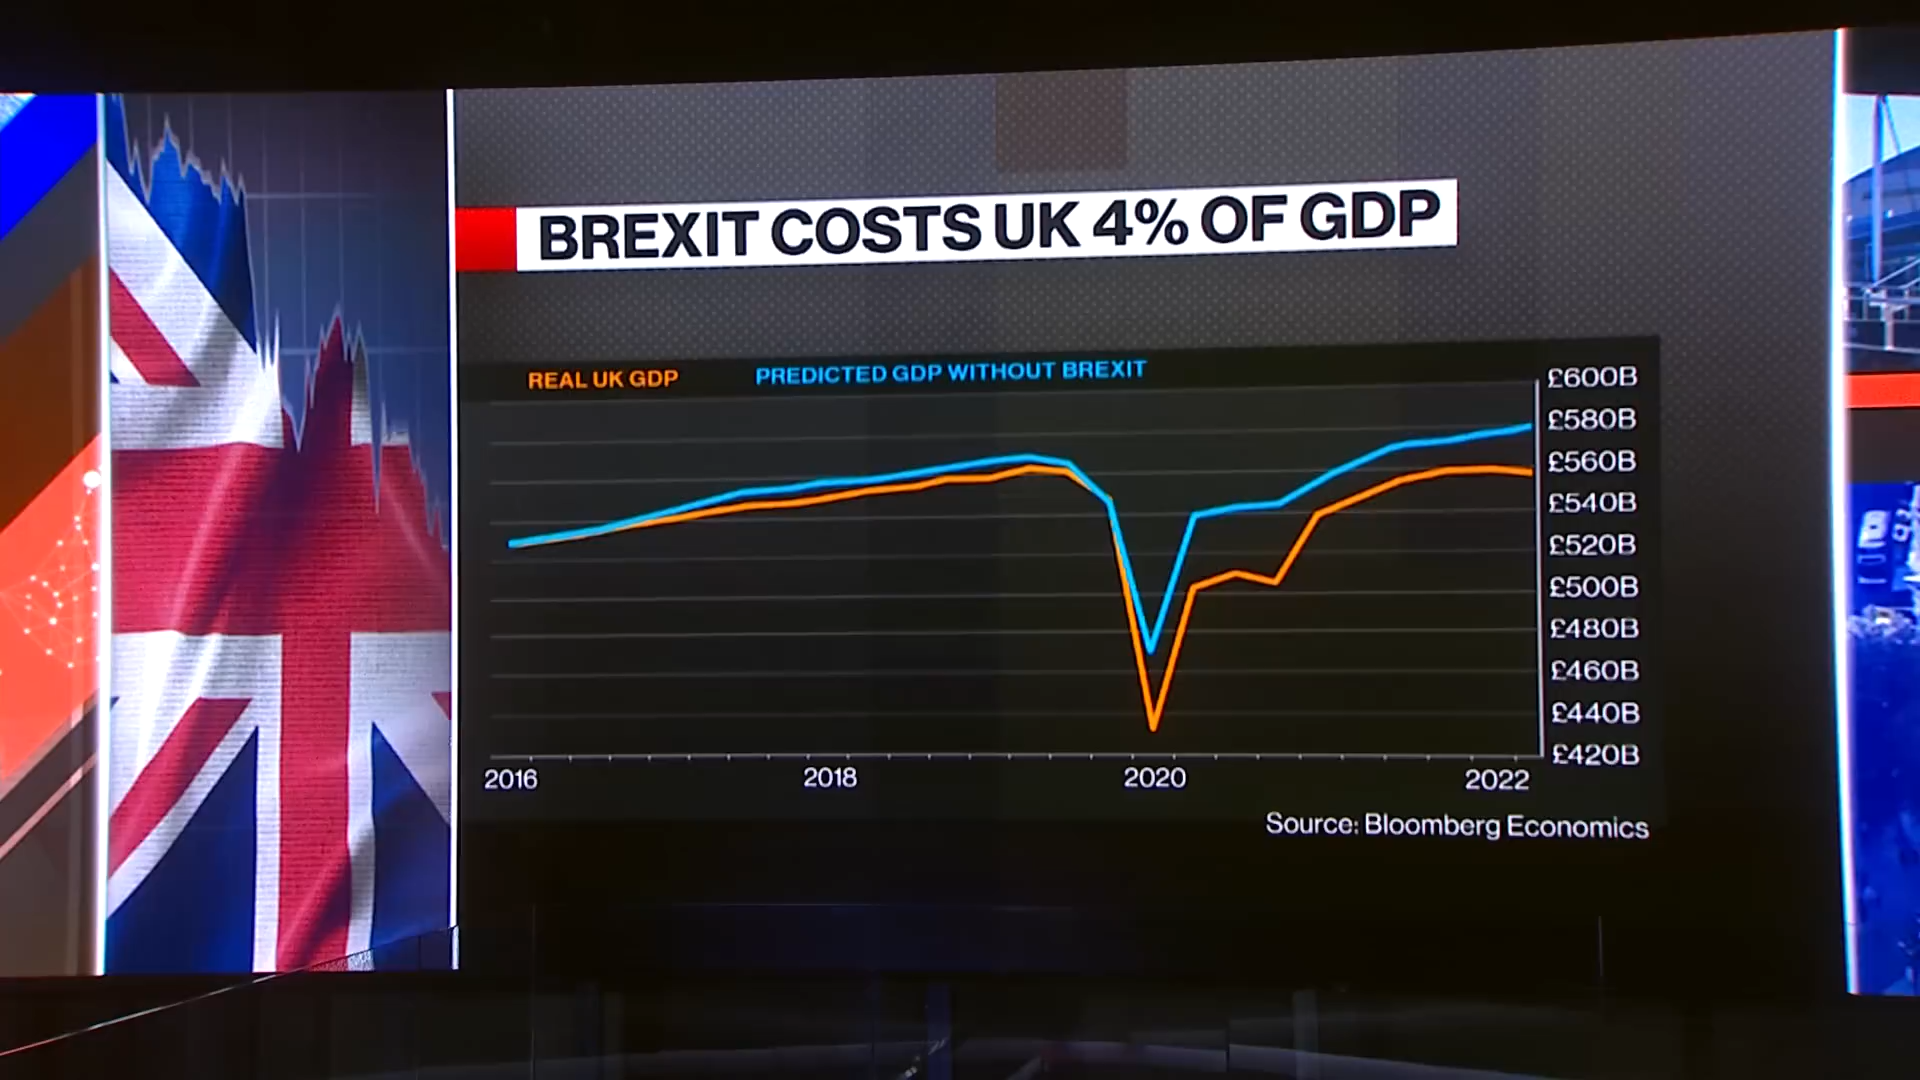 BREXIT COSTS UK 4% OF GDP
REAL UK GDP PREDICTED GDP WITHOUT BREXIT
£600B
£580B
£560B
£540B
£520B
£500B
£480B
£460B
£440B
£420B
2016 2018 2020 2022
Source: Bloomberg Economics